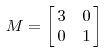 M = [ 3 0
0 1 ]